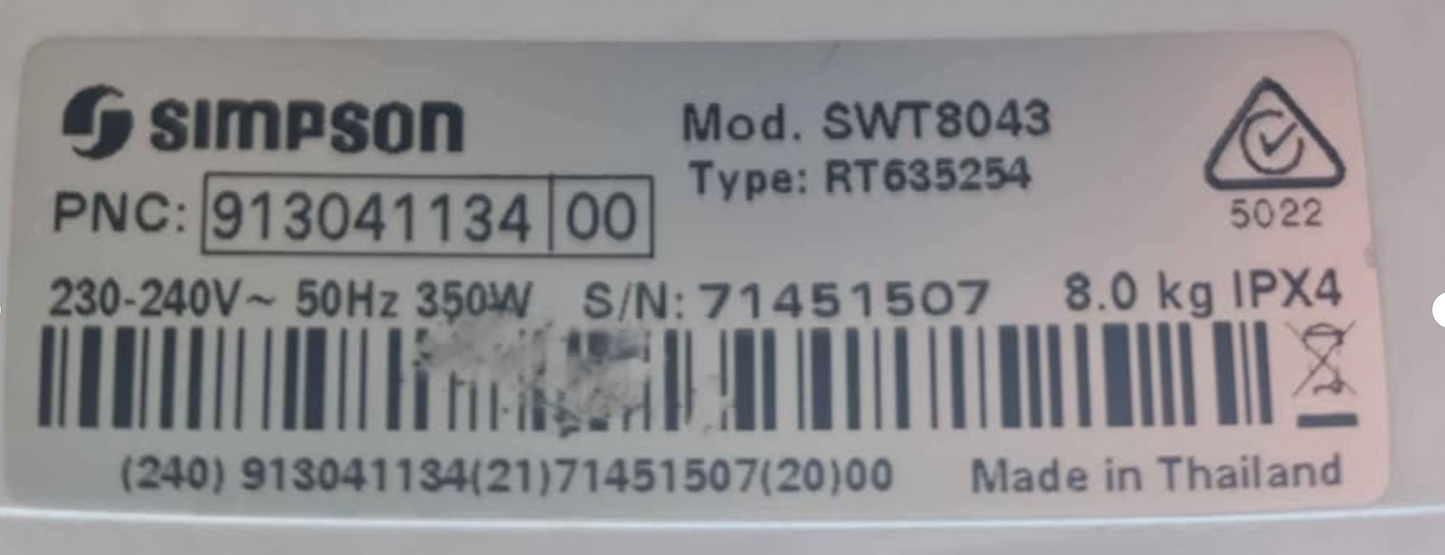 SIMPSON
Mod. SWT8043
Type: RT635254
PNC: 913041134 00
5022
230-240V~ 50Hz 350W S/N: 71451507 8.0 kg IPX4
(240) 913041134(21)71451507(20)00 Made in Thailand